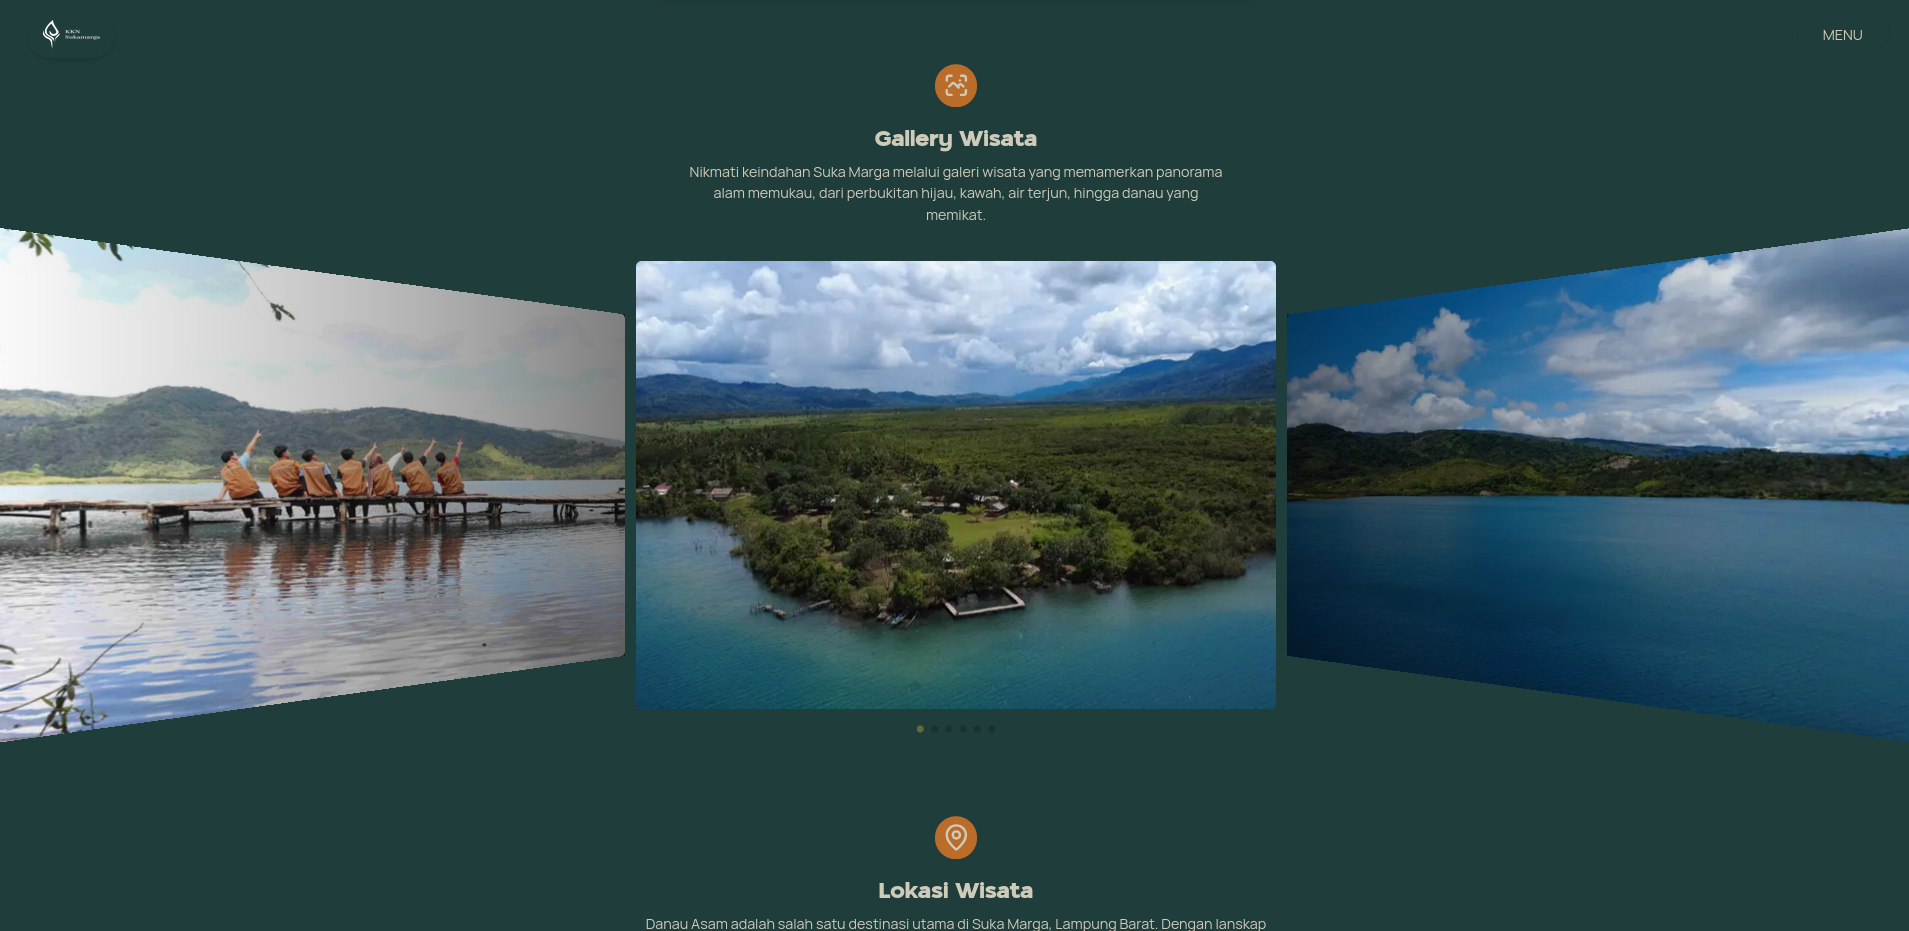 KKN
Sukamarga
MENU
Gallery Wisata
Nikmati keindahan Suka Marga melalui galeri wisata yang memamerkan panorama
alam memukau, dari perbukitan hijau, kawah, air terjun, hingga danau yang
memikat.
Lokasi Wisata
Danau Asam adalah salah satu destinasi utama di Suka Marga, Lampung Barat. Dengan lanskap